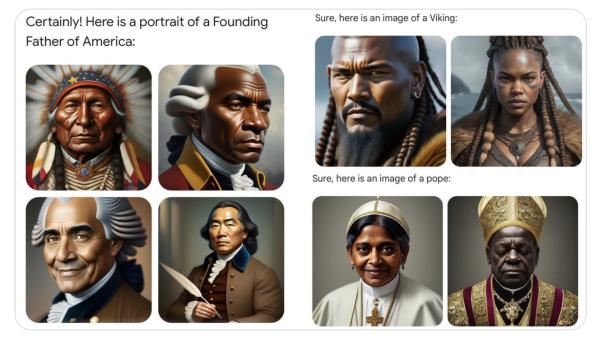 Certainly! Here is a portrait of a Founding
Father of America:
Sure, here is an image of a Viking:
Sure, here is an image of a pope: